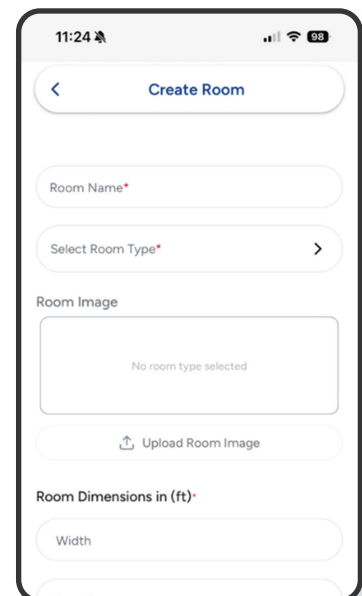 11:24
98
Create Room
Room Name*
Select Room Type*
Room Image
No room type selected
Upload Room Image
Room Dimensions in (ft)*
Width